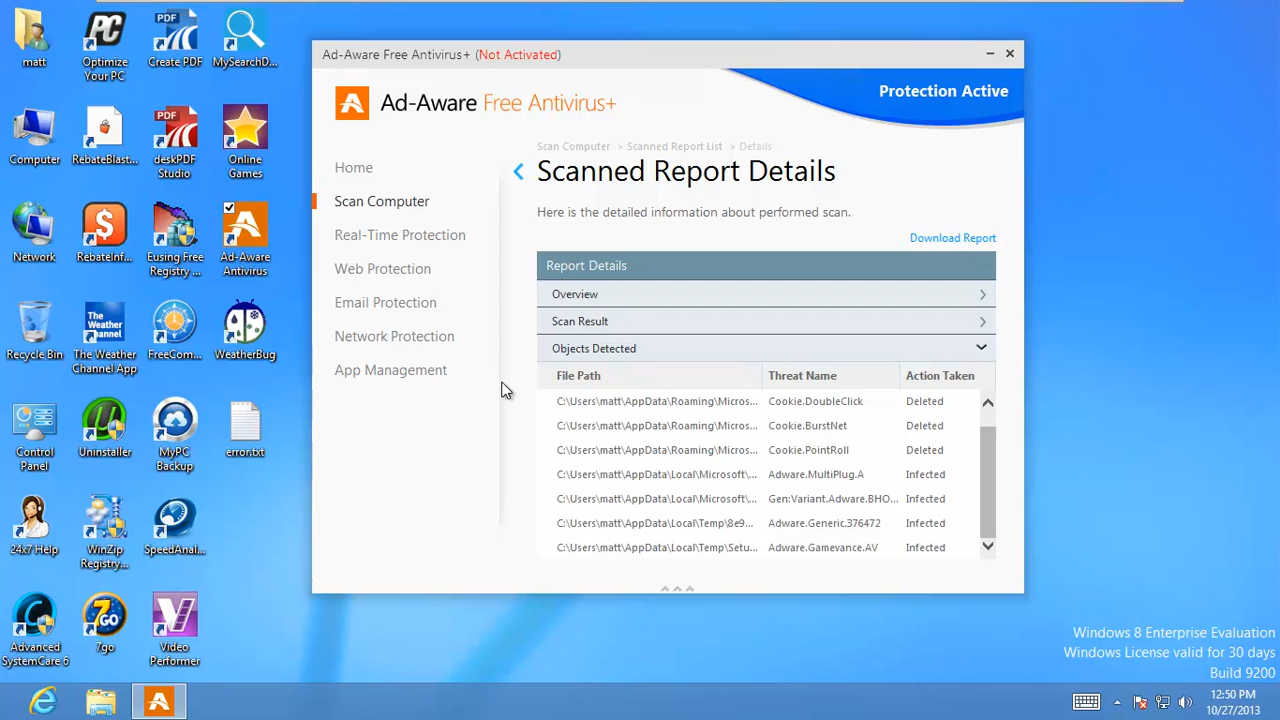 matt
PC
Optimize
Your PC
PDF
Create PDF
MySearchD...
Computer
RebateBlast...
PDF
deskPDF
Studio
Online
Games
Network
RebateInf...
Eusing Free
Registry ...
Ad-Aware
Antivirus
Recycle Bin
The
Weather
Channel
The Weather
Channel App
FreeCom...
WeatherBug
Control
Panel
Uninstaller
MyPC
Backup
error.txt
24x7 Help
WinZip
Registry...
SpeedAnal...
Advanced
SystemCare 6
7
GO
7go
Video
Performer
Ad-Aware Free Antivirus+ (Not Activated)
Ad-Aware Free Antivirus+
Protection Active
Home
Scan Computer
Real-Time Protection
Web Protection
Email Protection
Network Protection
App Management
Scan Computer > Scanned Report List > Details
Scanned Report Details
Here is the detailed information about performed scan.
Download Report
Report Details
Overview
Scan Result
Objects Detected
File Path Threat Name Action Taken
C:\Users\matt\AppData\Roaming\Micros... Cookie.DoubleClick Deleted
C:\Users\matt\AppData\Roaming\Micros... Cookie.BurstNet Deleted
C:\Users\matt\AppData\Roaming\Micros... Cookie.PointRoll Deleted
C:\Users\matt\AppData\Local\Microsoft\... Adware.MultiPlug.A Infected
C:\Users\matt\AppData\Local\Microsoft\... Gen:Variant.Adware.BHO... Infected
C:\Users\matt\AppData\Local\Temp\8e9... Adware.Generic.376472 Infected
C:\Users\matt\AppData\Local\Temp\Setu... Adware.Gamevance.AV Infected
Windows 8 Enterprise Evaluation
Windows License valid for 30 days
Build 9200
12:50 PM
10/27/2013